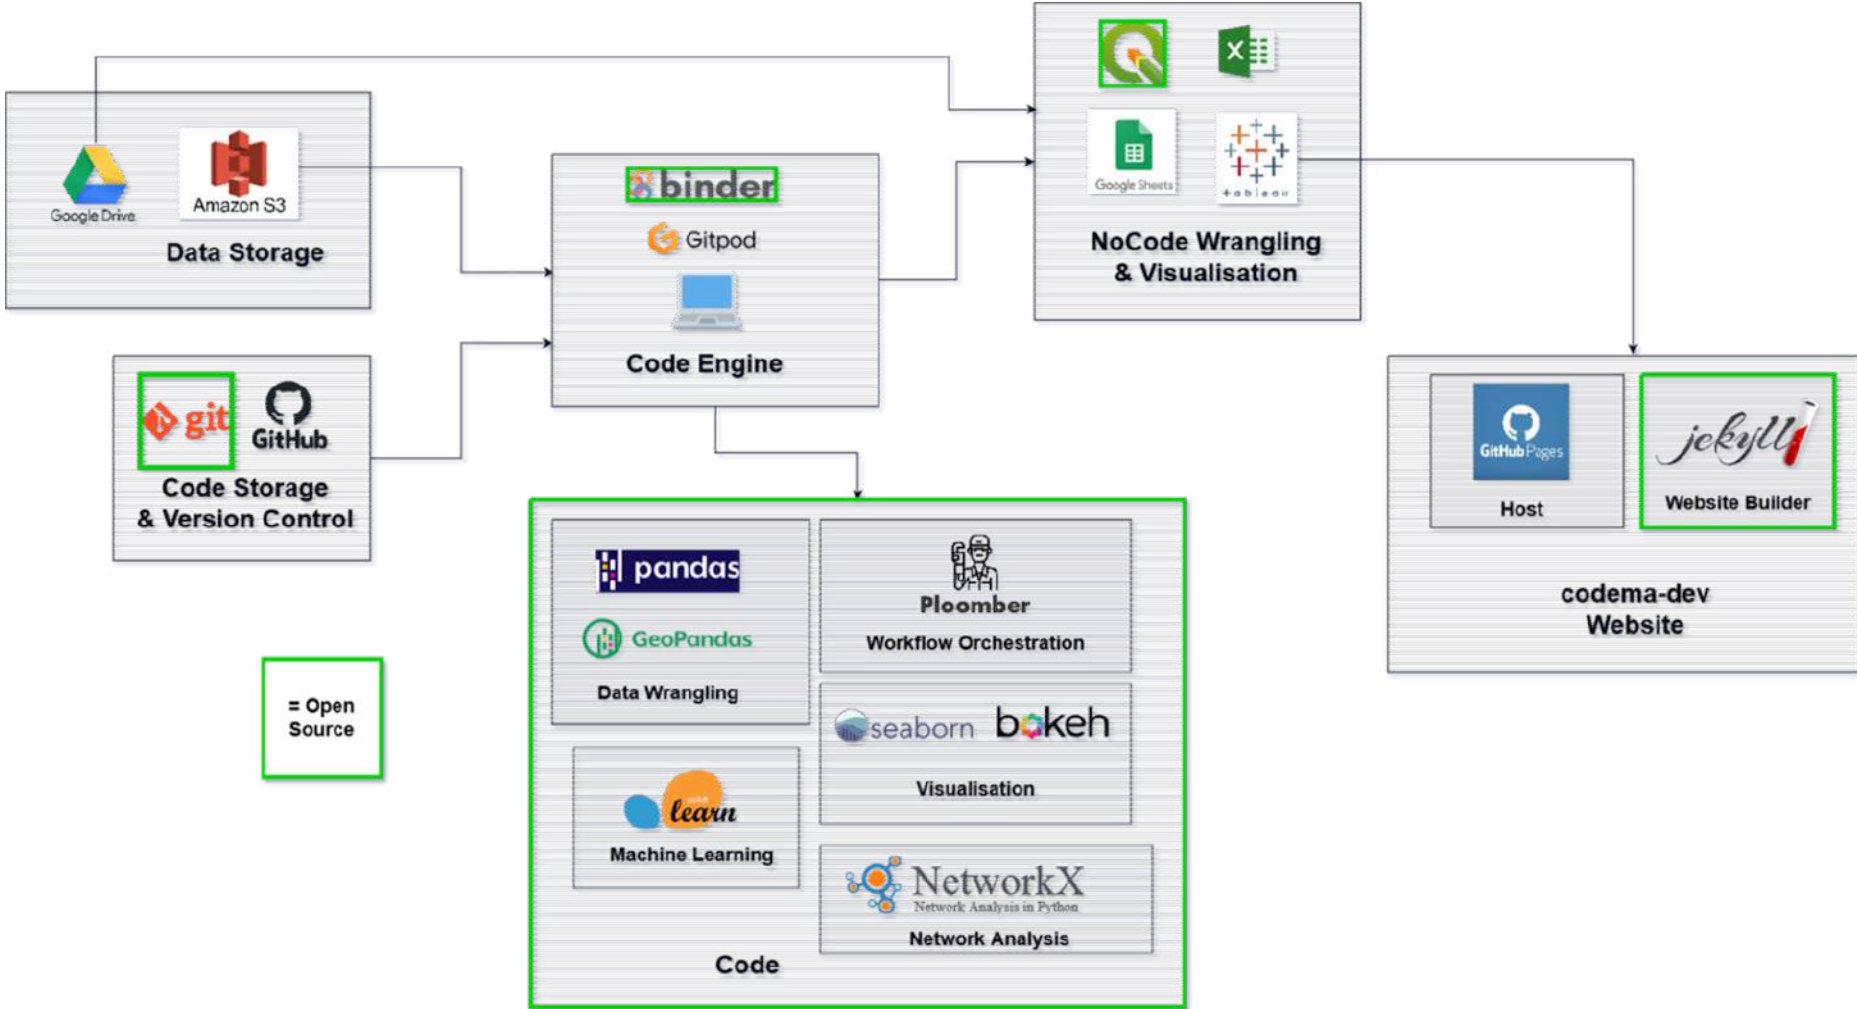 Google Drive
Amazon S3
Data Storage
git
GitHub
Code Storage
& Version Control
= Open
Source
binder
Gitpod
Code Engine
X
Google Sheets
+ableau
NoCode Wrangling
& Visualisation
GitHub Pages
Host
jekyll
Website Builder
codema-dev
Website
pandas
GeoPandas
Data Wrangling
Ploomber
Workflow Orchestration
seaborn
bokeh
Visualisation
learn
Machine Learning
NetworkX
Network Analysis in Python
Network Analysis
Code